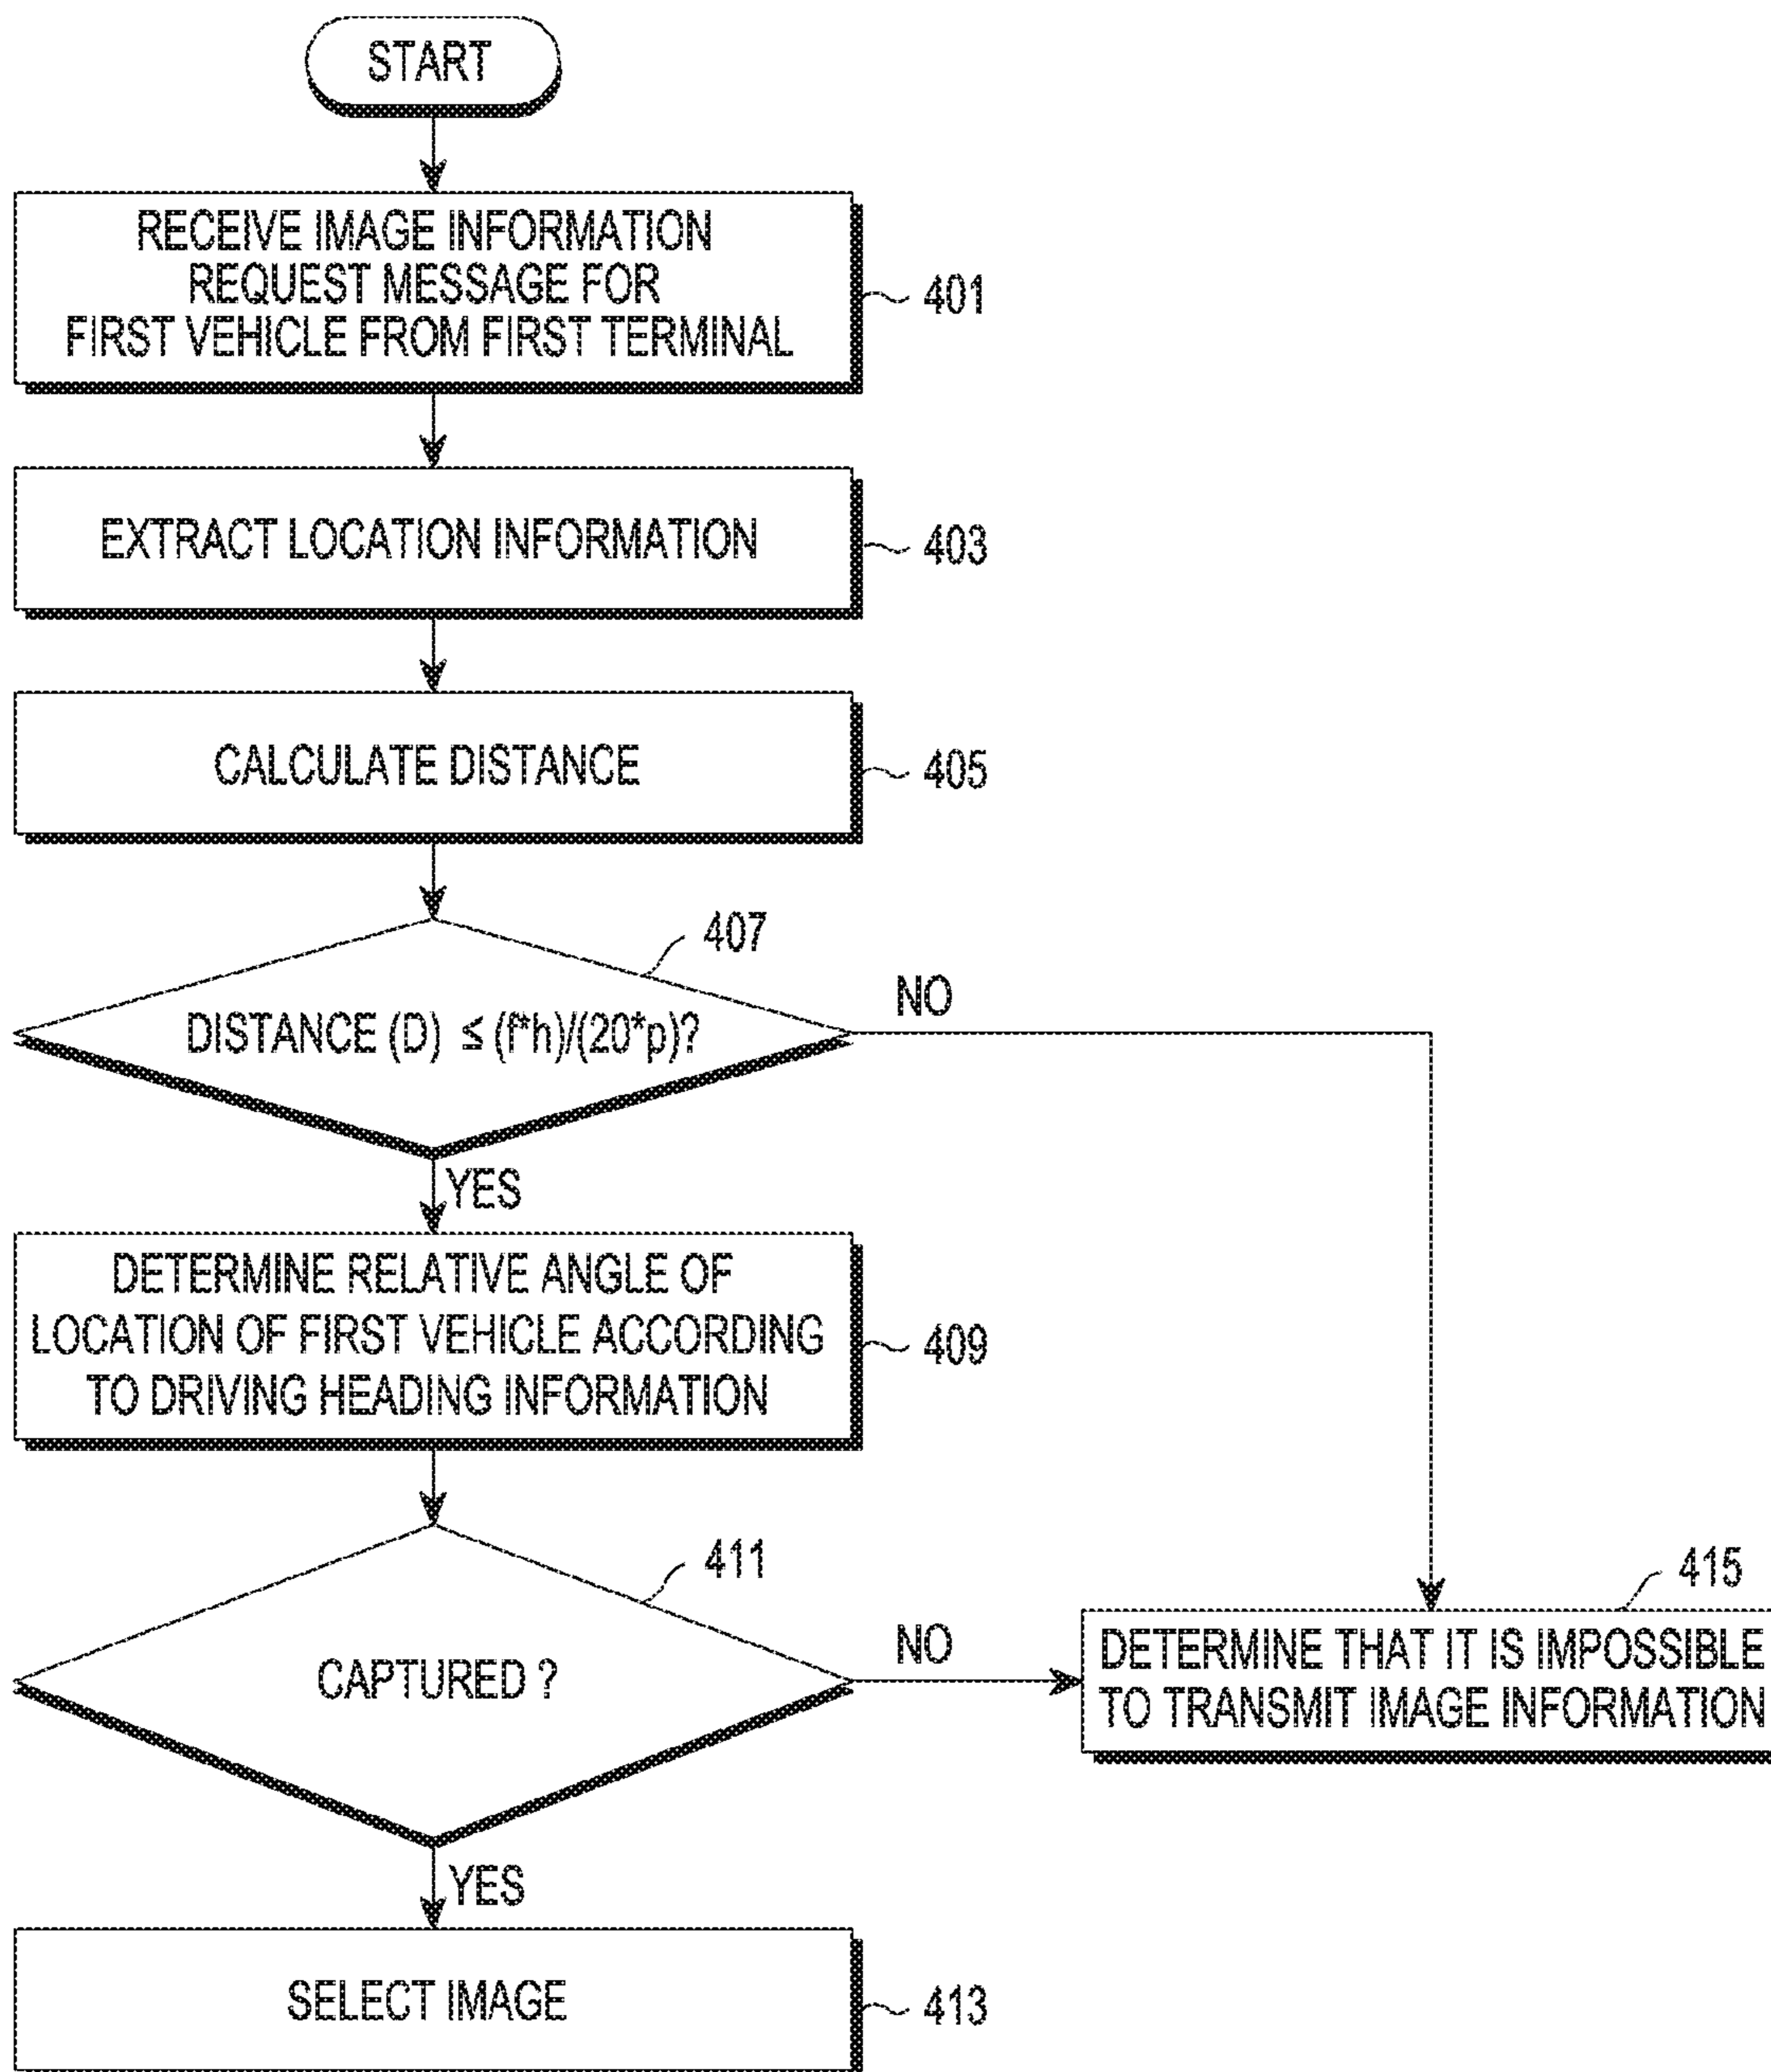 START
RECEIVE IMAGE INFORMATION
REQUEST MESSAGE FOR
FIRST VEHICLE FROM FIRST TERMINAL
401
EXTRACT LOCATION INFORMATION
403
CALCULATE DISTANCE
405
407
DISTANCE (D) ≤ (f*h)/(20*p)?
NO
YES
DETERMINE RELATIVE ANGLE OF
LOCATION OF FIRST VEHICLE ACCORDING
TO DRIVING HEADING INFORMATION
409
411
CAPTURED ?
NO
415
DETERMINE THAT IT IS IMPOSSIBLE
TO TRANSMIT IMAGE INFORMATION
YES
SELECT IMAGE
413